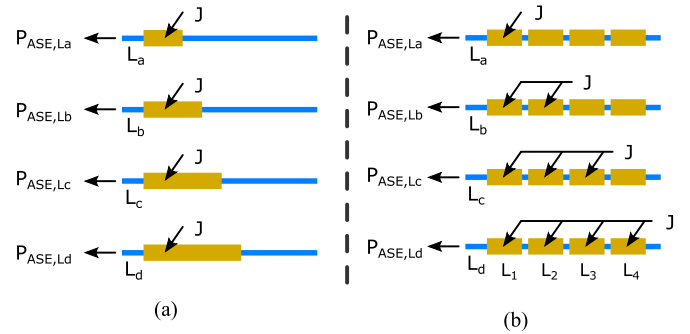 J
P_ASE,La
L_a
J
P_ASE,Lb
L_b
J
P_ASE,Lc
L_c
J
P_ASE,Ld
L_d
(a)
J
P_ASE,La
L_a
J
P_ASE,Lb
L_b
J
P_ASE,Lc
L_c
J
P_ASE,Ld
L_d L_1 L_2 L_3 L_4
(b)